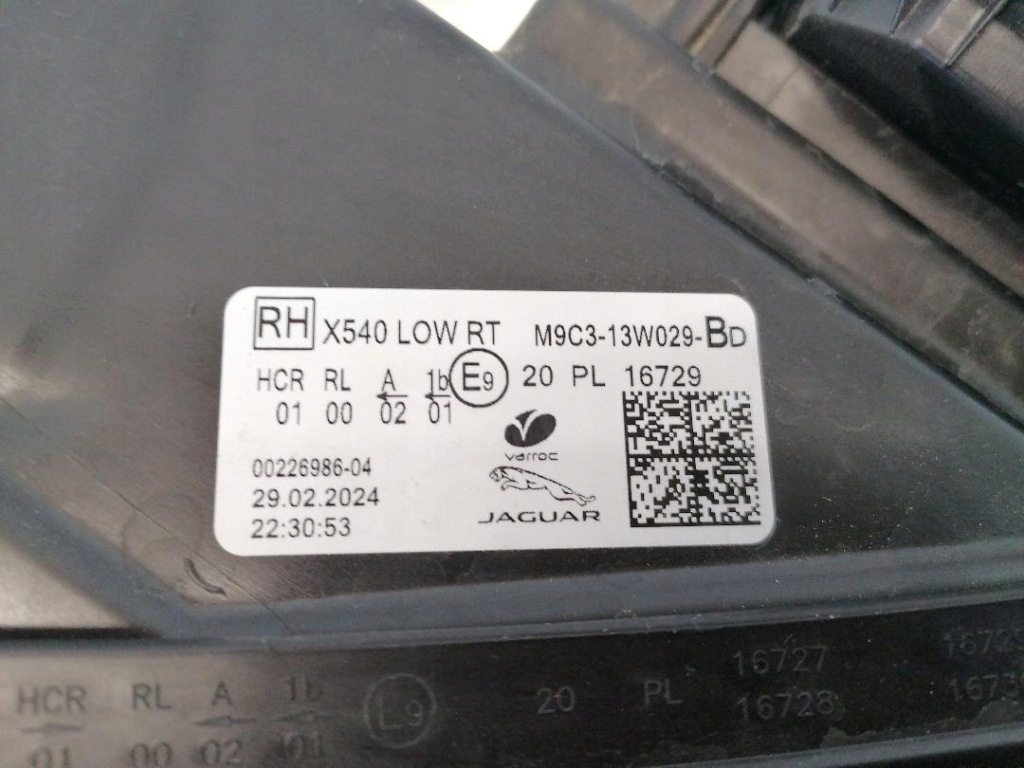 RH X540 LOW RT M9C3-13W029-BD
HCR RL A 1b E9 20 PL 16729
01 00 02 01
varroc
00226986-04
29.02.2024
22:30:53
JAGUAR
HCR RL A 1b E9 20 PL 16727
16728
01 00 02 01